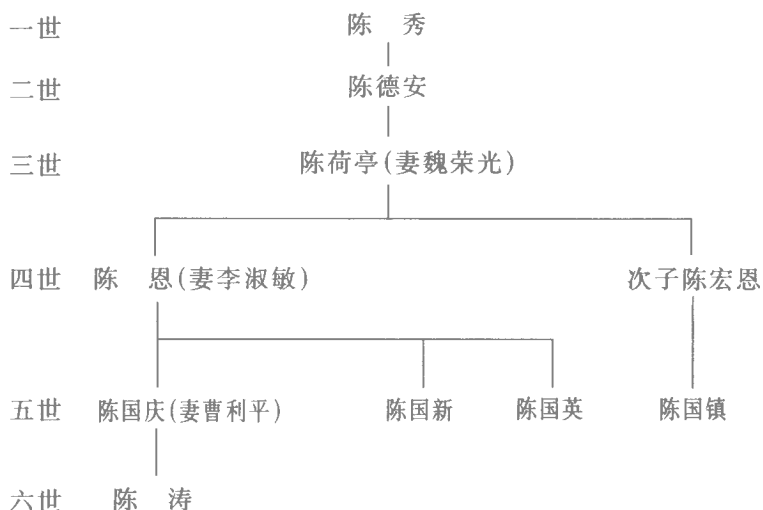 一世 陈 秀
二世 陈德安
三世 陈荷亭(妻魏荣光)
四世 陈 恩(妻李淑敏) 次子陈宏恩
五世 陈国庆(妻曹利平) 陈国新 陈国英 陈国镇
六世 陈 涛